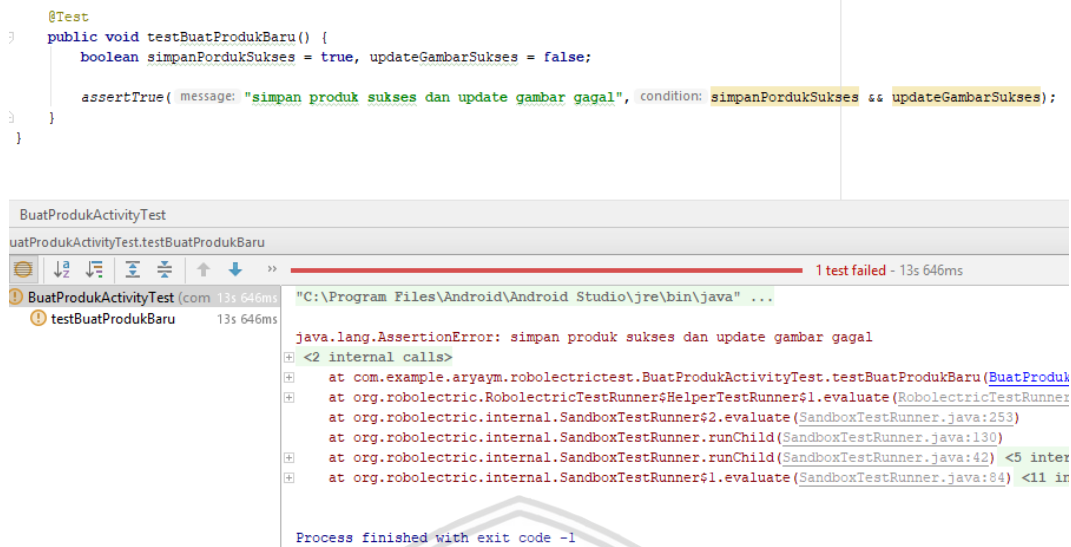 @Test
public void testBuatProdukBaru() {
boolean simpanPordukSukses = true, updateGambarSukses = false;
assertTrue( message: "simpan produk sukses dan update gambar gagal", condition: simpanPordukSukses && updateGambarSukses);
}
}
BuatProdukActivityTest
uatProdukActivityTest.testBuatProdukBaru
1 test failed - 13s 646ms
BuatProdukActivityTest (com 13s 646ms
testBuatProdukBaru 13s 646ms
"C:\Program Files\Android\Android Studio\jre\bin\java" ...
java.lang.AssertionError: simpan produk sukses dan update gambar gagal
<2 internal calls>
at com.example.aryaym.robolectrictest.BuatProdukActivityTest.testBuatProdukBaru(BuatProduk
at org.robolectric.RobolectricTestRunner$HelperTestRunner$1.evaluate(RobolectricTestRunner
at org.robolectric.internal.SandboxTestRunner$2.evaluate(SandboxTestRunner.java:253)
at org.robolectric.internal.SandboxTestRunner.runChild(SandboxTestRunner.java:130)
at org.robolectric.internal.SandboxTestRunner.runChild(SandboxTestRunner.java:42) <5 inter
at org.robolectric.internal.SandboxTestRunner$1.evaluate(SandboxTestRunner.java:84) <11 in
Process finished with exit code -1